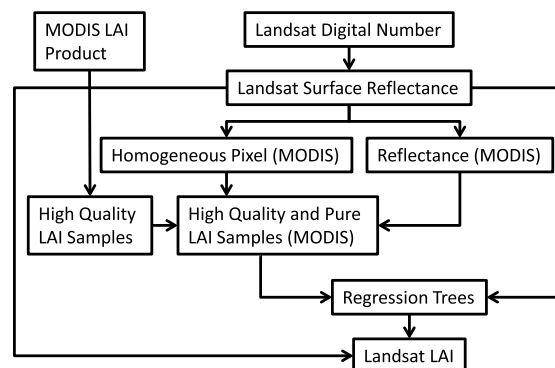 MODIS LAI
Product
Landsat Digital Number
Landsat Surface Reflectance
Homogeneous Pixel (MODIS)
Reflectance (MODIS)
High Quality
LAI Samples
High Quality and Pure
LAI Samples (MODIS)
Regression Trees
Landsat LAI